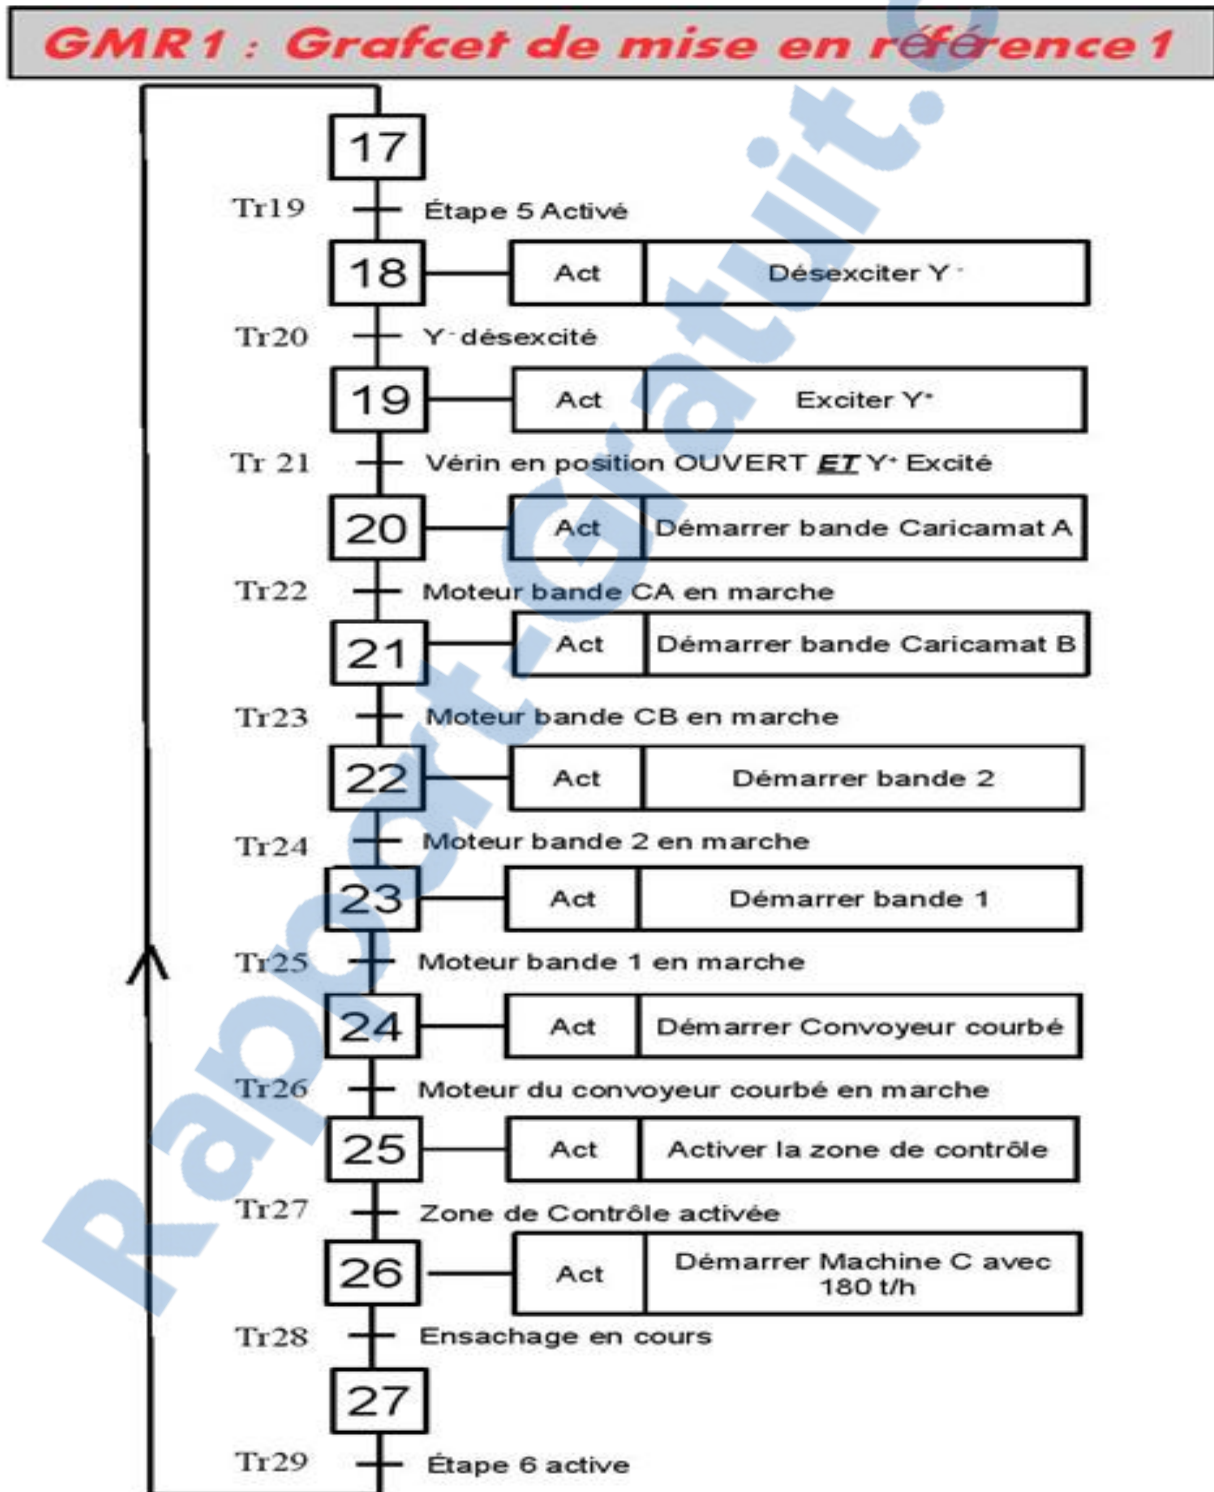 GMR1 : Grafcet de mise en référence 1
17
Tr19 Étape 5 Activé
18 Act Désexciter Y -
Tr20 Y - désexcité
19 Act Exciter Y+
Tr 21 Vérin en position OUVERT ET Y+ Excité
20 Act Démarrer bande Caricamat A
Tr22 Moteur bande CA en marche
21 Act Démarrer bande Caricamat B
Tr23 Moteur bande CB en marche
22 Act Démarrer bande 2
Tr24 Moteur bande 2 en marche
23 Act Démarrer bande 1
Tr25 Moteur bande 1 en marche
24 Act Démarrer Convoyeur courbé
Tr26 Moteur du convoyeur courbé en marche
25 Act Activer la zone de contrôle
Tr27 Zone de Contrôle activée
26 Act Démarrer Machine C avec
180 t/h
Tr28 Ensachage en cours
27
Tr29 Étape 6 active
Rapport-Gratuit.c